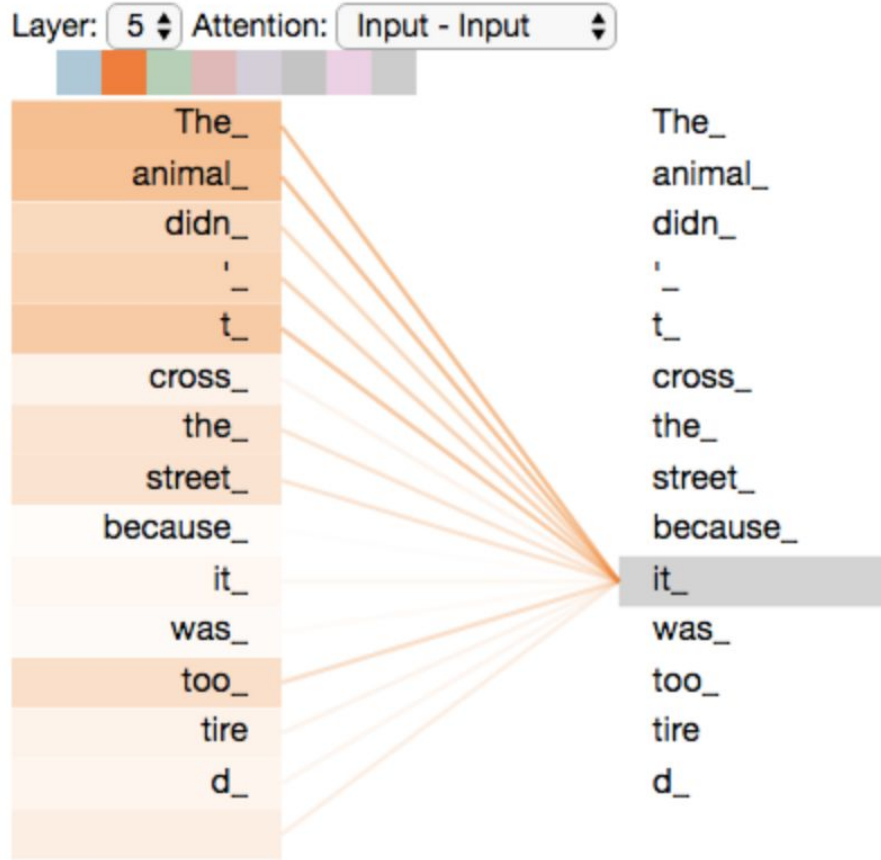 Layer: 5 Attention: Input - Input
The_ The_
animal_ animal_
didn_ didn_
'_ '_
t_ t_
cross_ cross_
the_ the_
street_ street_
because_ because_
it_ it_
was_ was_
too_ too_
tire tire
d_ d_